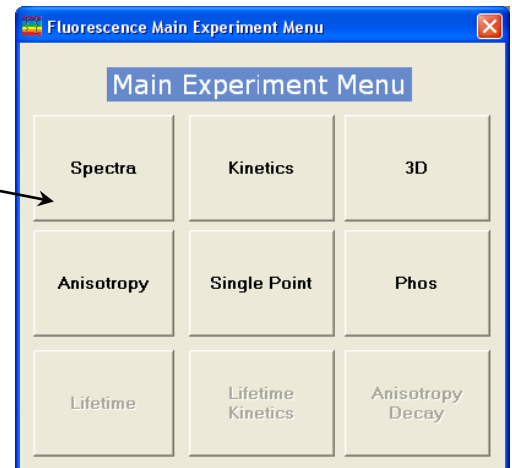 Fluorescence Main Experiment Menu
Main Experiment Menu
Spectra
Kinetics
3D
Anisotropy
Single Point
Phos
Lifetime
Lifetime
Kinetics
Anisotropy
Decay